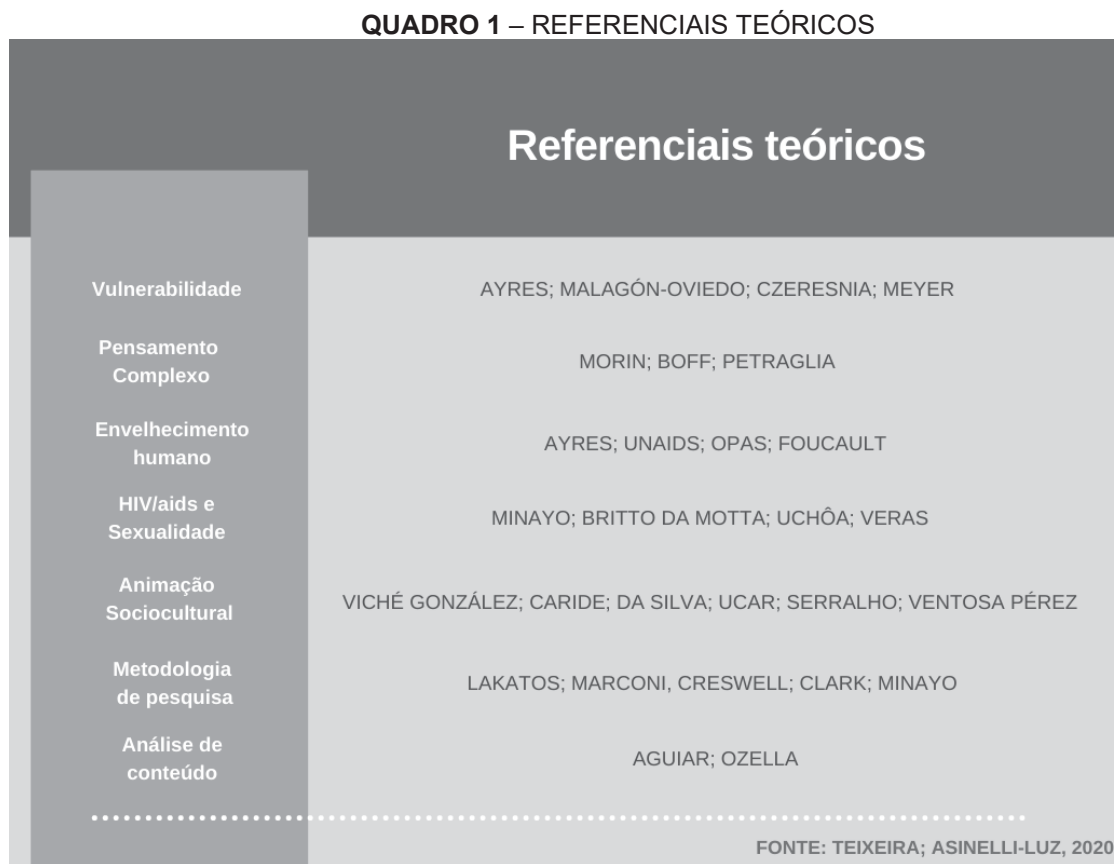 QUADRO 1 – REFERENCIAIS TEÓRICOS
Referenciais teóricos
Vulnerabilidade
AYRES; MALAGÓN-OVIEDO; CZERESNIA; MEYER
Pensamento
Complexo
MORIN; BOFF; PETRAGLIA
Envelhecimento
humano
AYRES; UNAIDS; OPAS; FOUCAULT
HIV/aids e
Sexualidade
MINAYO; BRITTO DA MOTTA; UCHÔA; VERAS
Animação
Sociocultural
VICHÉ GONZÁLEZ; CARIDE; DA SILVA; UCAR; SERRALHO; VENTOSA PÉREZ
Metodologia
de pesquisa
LAKATOS; MARCONI, CRESWELL; CLARK; MINAYO
Análise de
conteúdo
AGUIAR; OZELLA
FONTE: TEIXEIRA; ASINELLI-LUZ, 2020